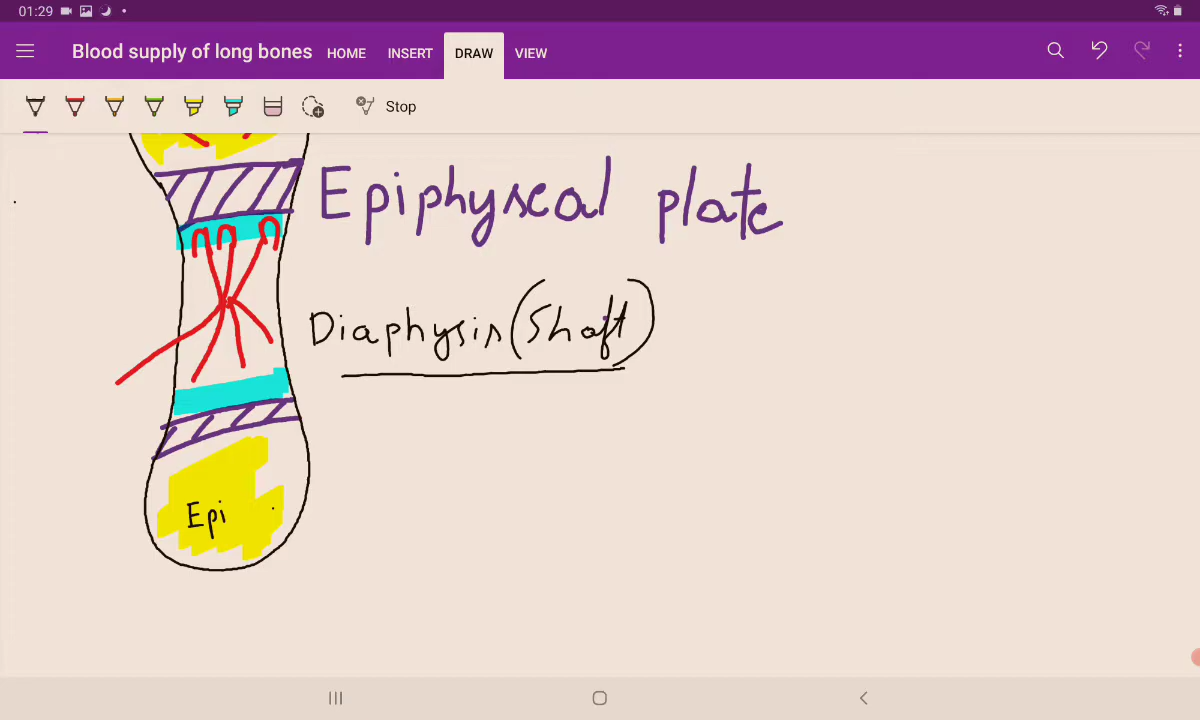 01:29
Blood supply of long bones HOME INSERT DRAW VIEW
Stop
Epiphyseal plate
Diaphysis (Shaft)
Epi